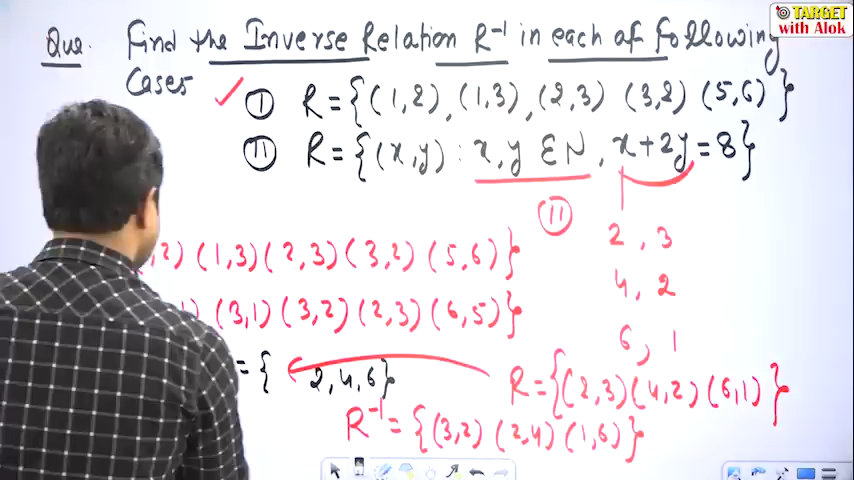 TARGET
with Alok
Que. Find the Inverse Relation R⁻¹ in each of Following
Cases
✓ I R = {(1,2), (1,3), (2,3) (3,2) (5,6)}
II R = {(x,y) : x,y ∈ N, x+2y = 8}
II
,2) (1,3) (2,3) (3,2) (5,6)}
) (3,1) (3,2) (2,3) (6,5)}
2, 3
4, 2
6, 1
= { 2,4,6}
R = {(2,3) (4,2) (6,1)}
R⁻¹ = {(3,2) (2,4) (1,6)}